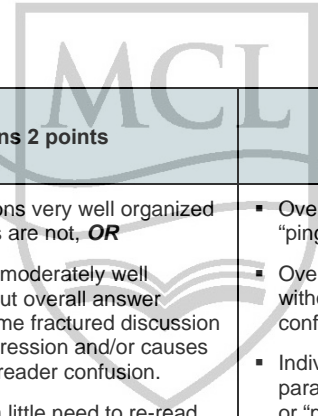 MCL
ns 2 points
ons very well organized
s are not, OR
moderately well
ut overall answer
me fractured discussion
ression and/or causes
reader confusion.
little need to re-read
▪ Ove
"ping
▪ Ove
witho
conf
▪ Indiv
para
or "r